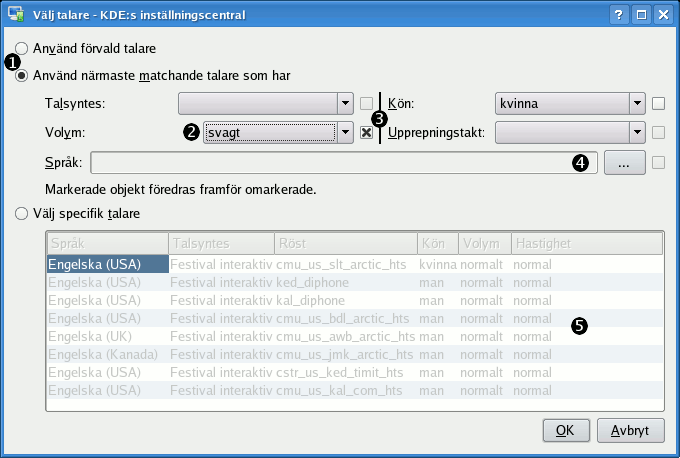 Välj talare - KDE:s inställningscentral
Använd förvald talare
1
Använd närmaste matchande talare som har
Talsyntes:
Kön: kvinna
3
Volym: 2 svagt
Upprepningstakt:
Språk: 4 ...
Markerade objekt föredras framför omarkerade.
Välj specifik talare
Språk Talsyntes Röst Kön Volym Hastighet
Engelska (USA) Festival interaktiv cmu_us_slt_arctic_hts kvinna normalt normal
Engelska (USA) Festival interaktiv ked_diphone man normalt normal
Engelska (USA) Festival interaktiv kal_diphone man normalt normal
Engelska (USA) Festival interaktiv cmu_us_bdl_arctic_hts man normalt normal
5
Engelska (UK) Festival interaktiv cmu_us_awb_arctic_hts man normalt normal
Engelska (Kanada) Festival interaktiv cmu_us_jmk_arctic_hts man normalt normal
Engelska (USA) Festival interaktiv cstr_us_ked_timit_hts man normalt normal
Engelska (USA) Festival interaktiv cmu_us_kal_com_hts man normalt normal
OK Avbryt